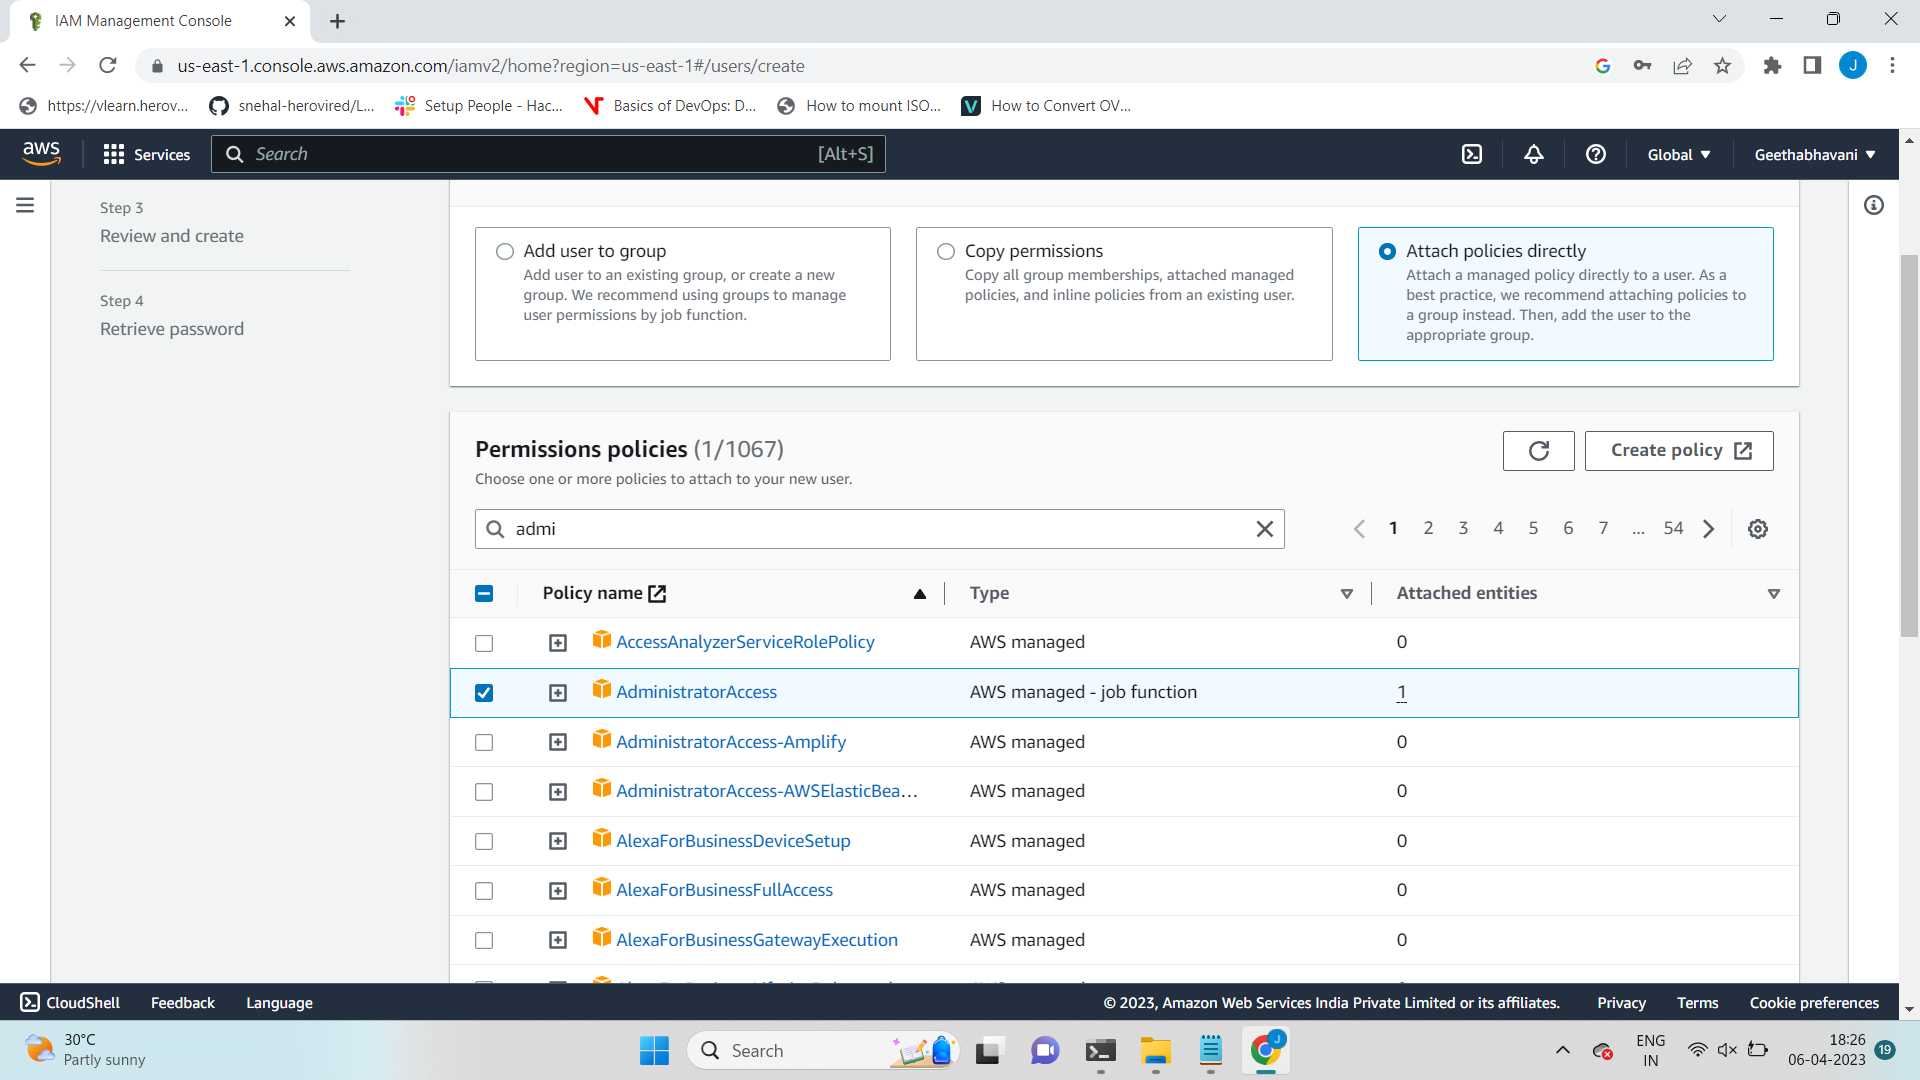 IAM Management Console
us-east-1.console.aws.amazon.com/iamv2/home?region=us-east-1#/users/create
J
https://vlearn.herov...
snehal-herovired/L...
Setup People - Hac...
Basics of DevOps: D...
How to mount ISO...
How to Convert OV...
aws
Services
Search
[Alt+S]
Global
Geethabhavani
Step 3
Review and create
Step 4
Retrieve password
Add user to group
Add user to an existing group, or create a new
group. We recommend using groups to manage
user permissions by job function.
Copy permissions
Copy all group memberships, attached managed
policies, and inline policies from an existing user.
Attach policies directly
Attach a managed policy directly to a user. As a
best practice, we recommend attaching policies to
a group instead. Then, add the user to the
appropriate group.
Permissions policies (1/1067)
Choose one or more policies to attach to your new user.
Create policy
admi
1 2 3 4 5 6 7 ... 54
Policy name Type Attached entities
AccessAnalyzerServiceRolePolicy AWS managed 0
AdministratorAccess AWS managed - job function 1
AdministratorAccess-Amplify AWS managed 0
AdministratorAccess-AWSElasticBea... AWS managed 0
AlexaForBusinessDeviceSetup AWS managed 0
AlexaForBusinessFullAccess AWS managed 0
AlexaForBusinessGatewayExecution AWS managed 0
CloudShell Feedback Language
© 2023, Amazon Web Services India Private Limited or its affiliates. Privacy Terms Cookie preferences
30°C
Partly sunny
Search
J
ENG
IN
18:26
06-04-2023
19